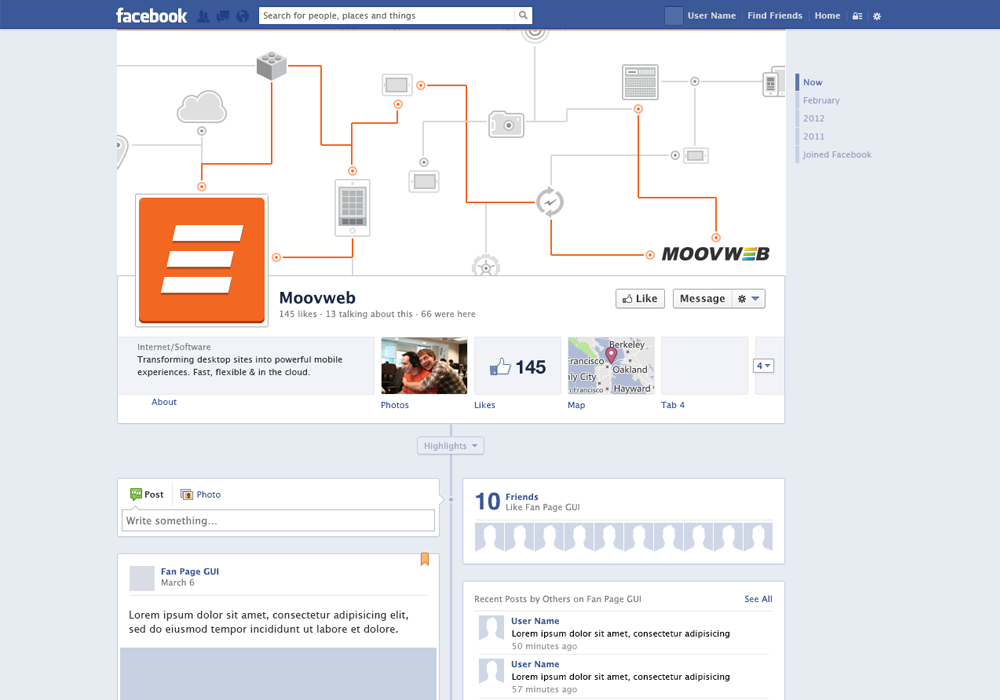 facebook
Search for people, places and things
User Name
Find Friends
Home
Now
February
2012
2011
Joined Facebook
MOOVWEB
Moovweb
145 likes · 13 talking about this · 66 were here
Like
Message
Internet/Software
Transforming desktop sites into powerful mobile
experiences. Fast, flexible & in the cloud.
About
Photos
145
Likes
Berkeley
Francisco
Oakland
ly City
Hayward
n Francisco
Map
Tab 4
4
Highlights
Post
Photo
Write something...
10
Friends
Like Fan Page GUI
Fan Page GUI
March 6
Lorem ipsum dolor sit amet, consectetur adipisicing elit,
sed do eiusmod tempor incididunt ut labore et dolore.
Recent Posts by Others on Fan Page GUI
See All
User Name
Lorem ipsum dolor sit amet, consectetur adipisicing
50 minutes ago
User Name
Lorem ipsum dolor sit amet, consectetur adipisicing
57 minutes ago